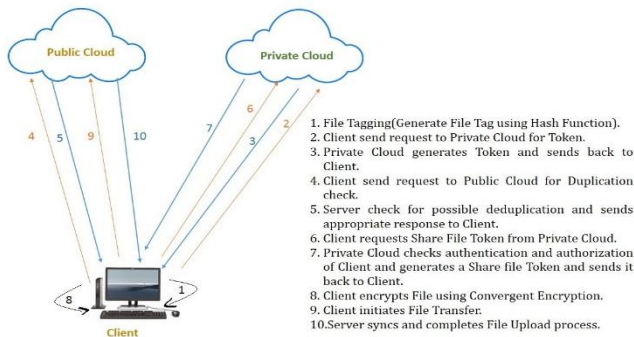 Public Cloud
Private Cloud
4
5
9
10
7
6
3
2
8
1
Client
1. File Tagging(Generate File Tag using Hash Function).
2. Client send request to Private Cloud for Token.
3. Private Cloud generates Token and sends back to
Client.
4. Client send request to Public Cloud for Duplication
check.
5. Server check for possible deduplication and sends
appropriate response to Client.
6. Client requests Share File Token from Private Cloud.
7. Private Cloud checks authentication and authorization
of Client and generates a Share file Token and sends it
back to Client.
8. Client encrypts File using Convergent Encryption.
9. Client initiates File Transfer.
10.Server syncs and completes File Upload process.